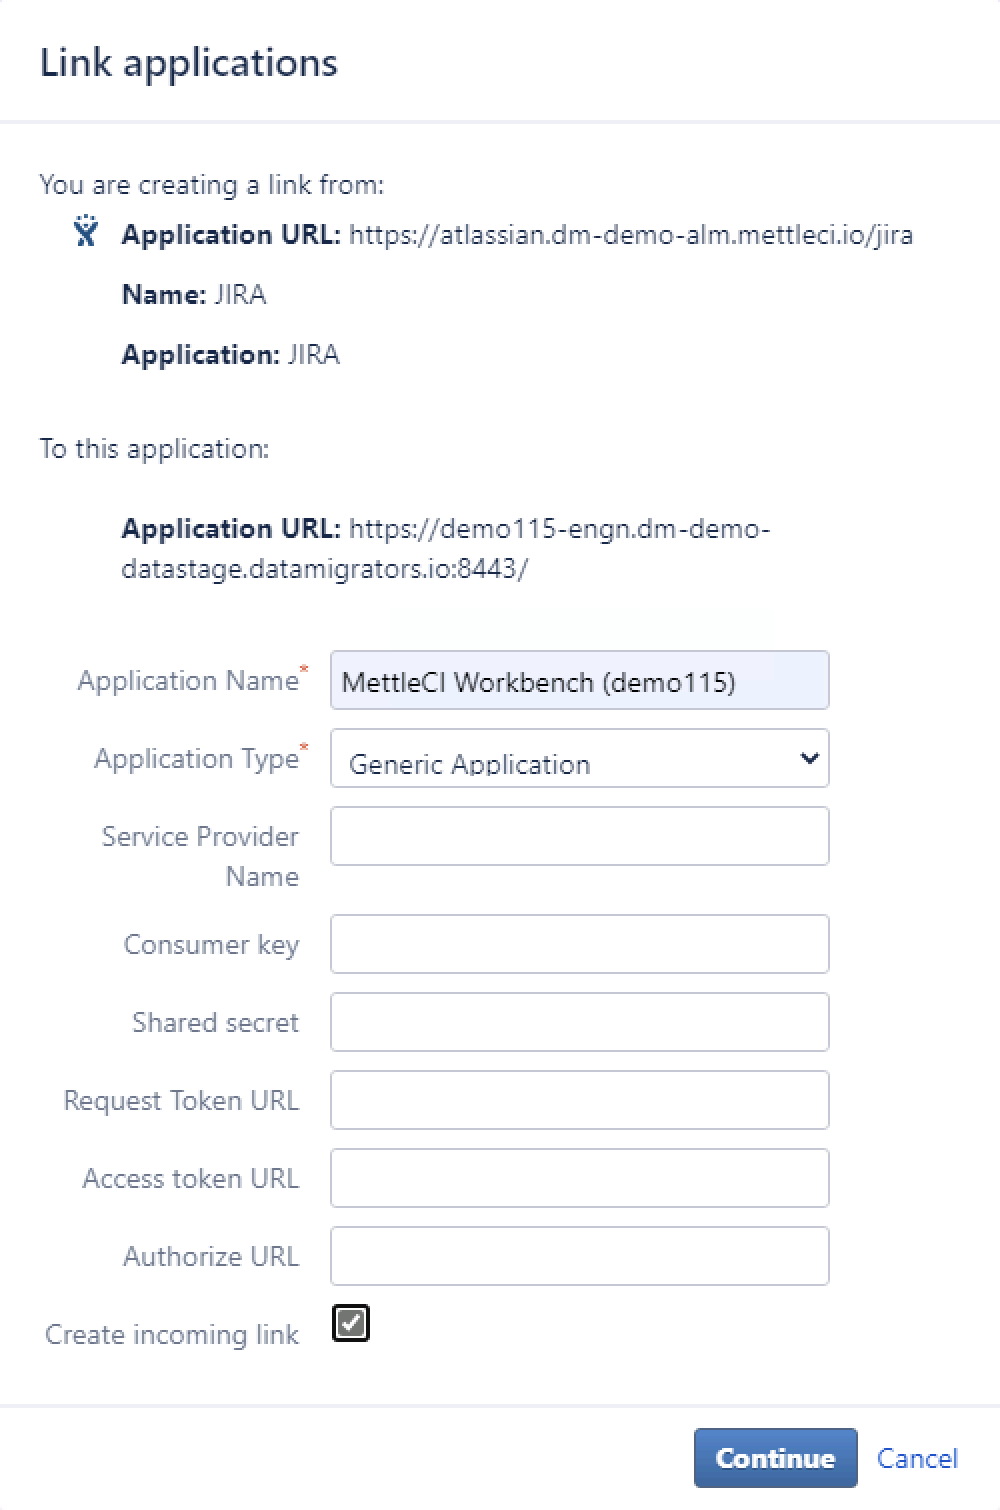 Link applications
You are creating a link from:
Application URL: https://atlassian.dm-demo-alm.mettleci.io/jira
Name: JIRA
Application: JIRA
To this application:
Application URL: https://demo115-engn.dm-demo-
datastage.datamigrators.io:8443/
Application Name* MettleCI Workbench (demo115)
Application Type* Generic Application
Service Provider
Name
Consumer key
Shared secret
Request Token URL
Access token URL
Authorize URL
Create incoming link
Continue Cancel